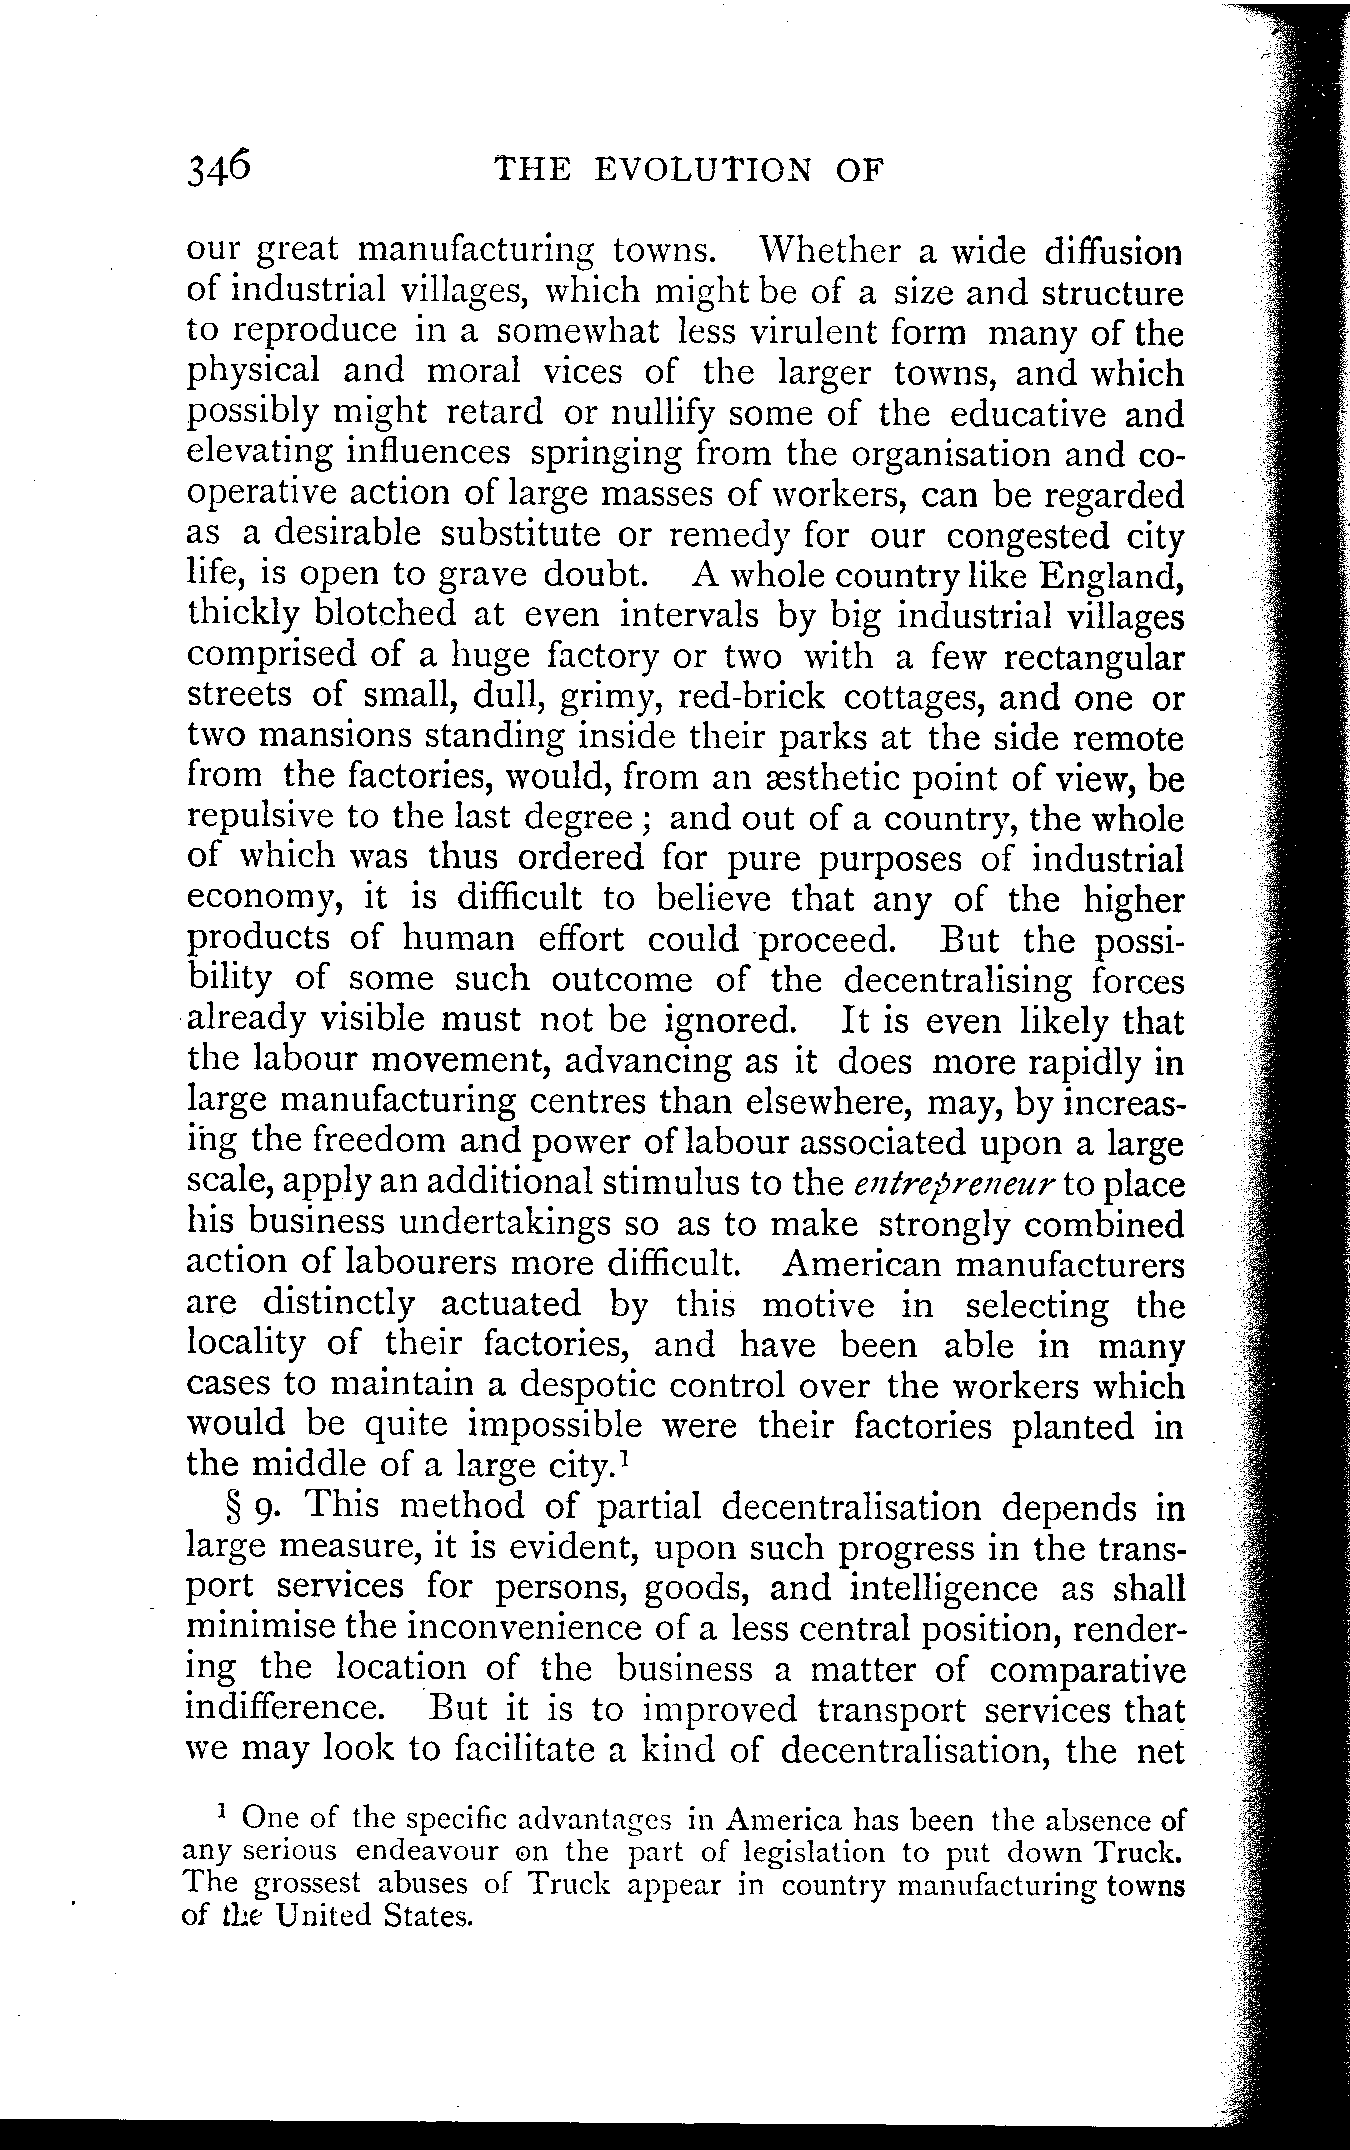 346 THE EVOLUTION OF
our great manufacturing towns. Whether a wide diffusion
of industrial villages, which might be of a size and structure
to reproduce in a somewhat less virulent form many of the
physical and moral vices of the larger towns, and which
possibly might retard or nullify some of the educative and
elevating influences springing from the organisation and co-
operative action of large masses of workers, can be regarded
as a desirable substitute or remedy for our congested city
life, is open to grave doubt. A whole country like England,
thickly blotched at even intervals by big industrial villages
comprised of a huge factory or two with a few rectangular
streets of small, dull, grimy, red-brick cottages, and one or
two mansions standing inside their parks at the side remote
from the factories, would, from an æsthetic point of view, be
repulsive to the last degree; and out of a country, the whole
of which was thus ordered for pure purposes of industrial
economy, it is difficult to believe that any of the higher
products of human effort could proceed. But the possi-
bility of some such outcome of the decentralising forces
already visible must not be ignored. It is even likely that
the labour movement, advancing as it does more rapidly in
large manufacturing centres than elsewhere, may, by increas-
ing the freedom and power of labour associated upon a large
scale, apply an additional stimulus to the entrepreneur to place
his business undertakings so as to make strongly combined
action of labourers more difficult. American manufacturers
are distinctly actuated by this motive in selecting the
locality of their factories, and have been able in many
cases to maintain a despotic control over the workers which
would be quite impossible were their factories planted in
the middle of a large city.¹
§ 9. This method of partial decentralisation depends in
large measure, it is evident, upon such progress in the trans-
port services for persons, goods, and intelligence as shall
minimise the inconvenience of a less central position, render-
ing the location of the business a matter of comparative
indifference. But it is to improved transport services that
we may look to facilitate a kind of decentralisation, the net
¹ One of the specific advantages in America has been the absence of
any serious endeavour on the part of legislation to put down Truck.
The grossest abuses of Truck appear in country manufacturing towns
of the United States.